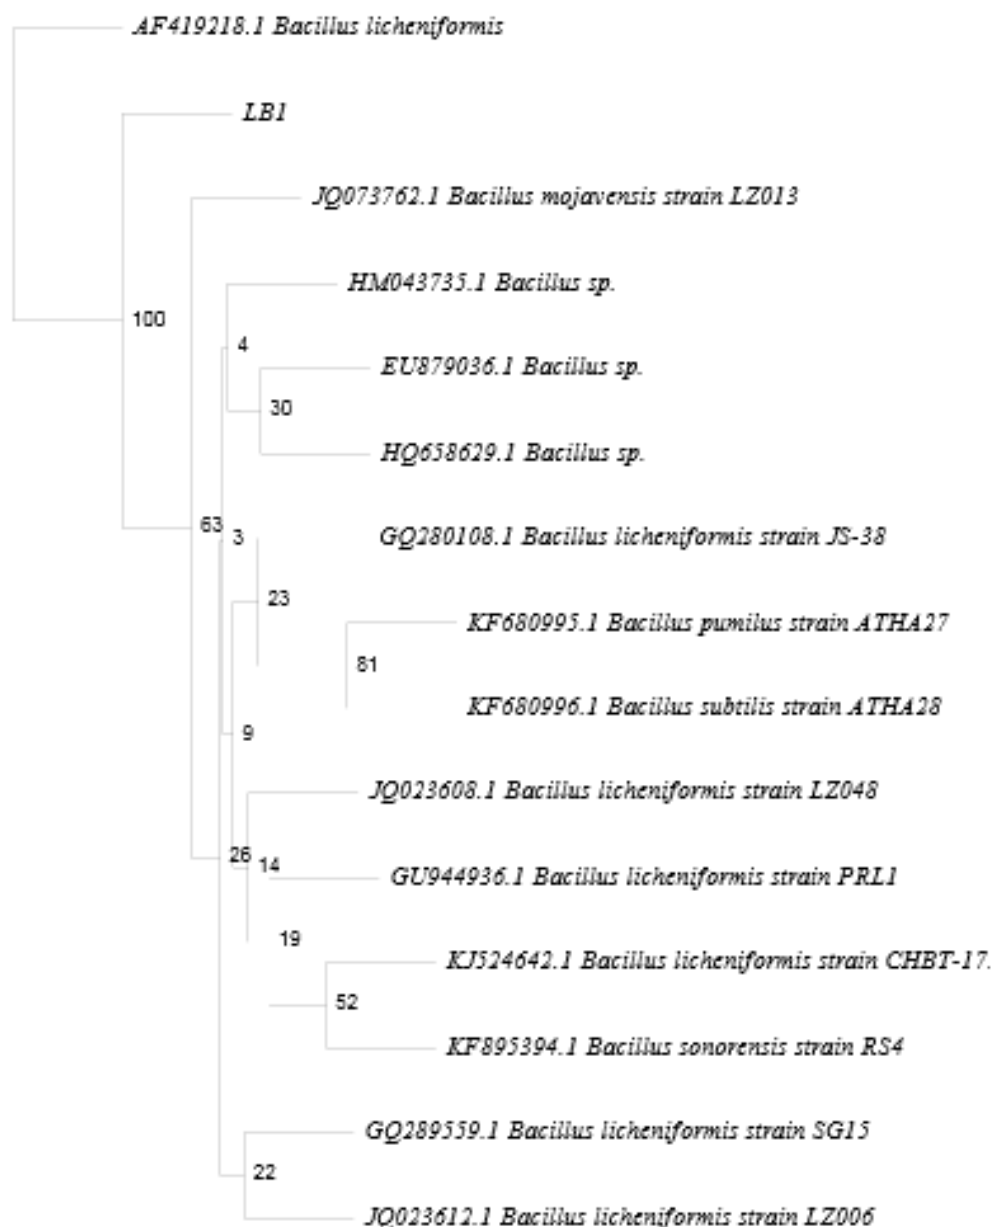 AF419218.1 Bacillus licheniformis
LB1
JQ073762.1 Bacillus mojavensis strain LZ013
HM043735.1 Bacillus sp.
100
4
EU879036.1 Bacillus sp.
30
HQ658629.1 Bacillus sp.
63
3
GQ280108.1 Bacillus licheniformis strain JS-38
23
KF680995.1 Bacillus pumilus strain ATHA27
81
KF680996.1 Bacillus subtilis strain ATHA28
9
JQ023608.1 Bacillus licheniformis strain LZ048
26
14
GU944936.1 Bacillus licheniformis strain PRL1
19
KJ524642.1 Bacillus licheniformis strain CHBT-17.
52
KF895394.1 Bacillus sonorensis strain RS4
GQ289559.1 Bacillus licheniformis strain SG15
22
JQ023612.1 Bacillus licheniformis strain LZ006